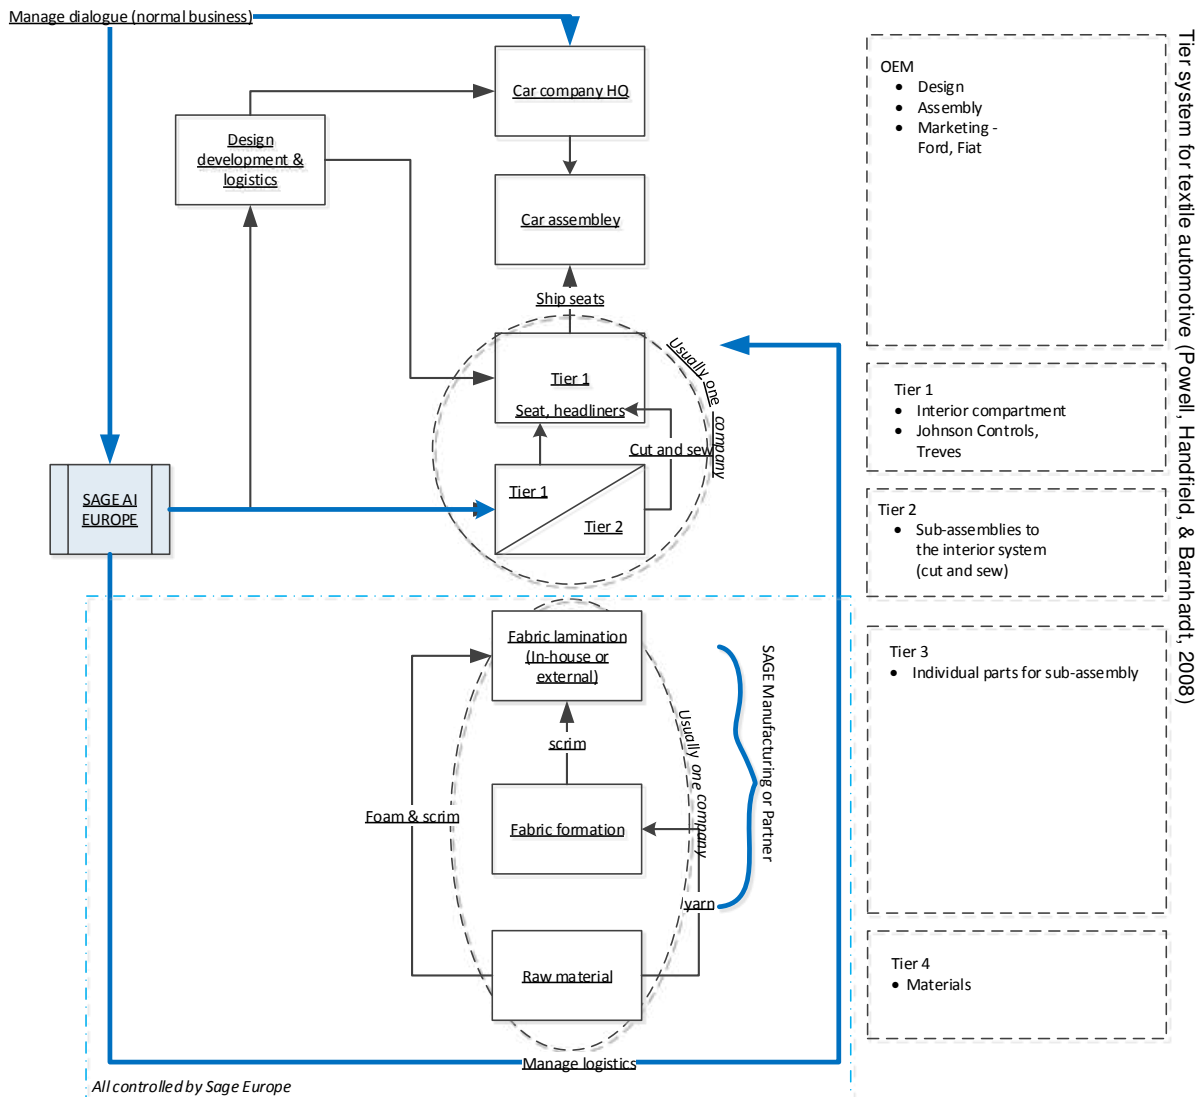 Manage dialogue (normal business)
Car company HQ
Design
development &
logistics
Car assembley
Ship seats
Tier 1
Seat, headliners
Usually one company
Cut and sew
Tier 1
Tier 2
SAGE AI
EUROPE
Fabric lamination
(In-house or
external)
scrim
Foam & scrim
Fabric formation
Usually one company
yarn
SAGE Manufacturing or Partner
Raw material
Manage logistics
All controlled by Sage Europe
OEM
• Design
• Assembly
• Marketing -
Ford, Fiat
Tier 1
• Interior compartment
• Johnson Controls,
Treves
Tier 2
• Sub-assemblies to
the interior system
(cut and sew)
Tier 3
• Individual parts for sub-assembly
Tier 4
• Materials
Tier system for textile automotive (Powell, Handfield, & Barnhardt, 2008)